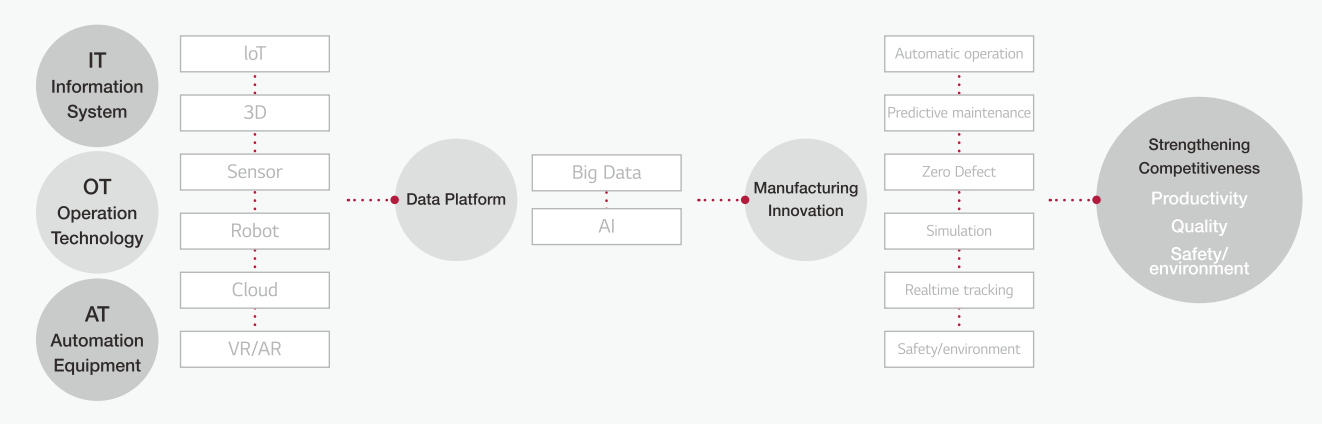 IT
Information
System
OT
Operation
Technology
AT
Automation
Equipment
IoT
3D
Sensor
Robot
Cloud
VR/AR
Data Platform
Big Data
AI
Manufacturing
Innovation
Automatic operation
Predictive maintenance
Zero Defect
Simulation
Realtime tracking
Safety/environment
Strengthening
Competitiveness
Productivity
Quality
Safety/
environment